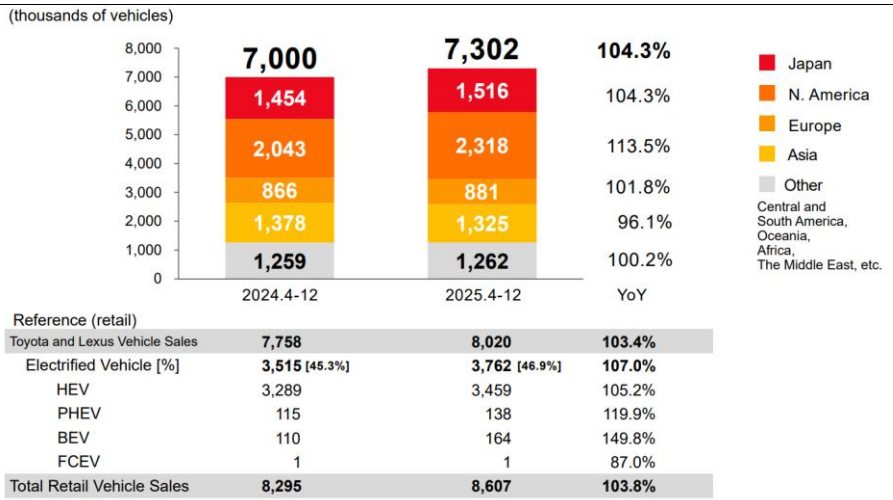 (thousands of vehicles)
8,000
7,000
6,000
5,000
4,000
3,000
2,000
1,000
0
7,000 7,302 104.3%
1,454 1,516 104.3%
2,043 2,318 113.5%
866 881 101.8%
1,378 1,325 96.1%
1,259 1,262 100.2%
2024.4-12 2025.4-12 YoY
Japan
N. America
Europe
Asia
Other
Central and
South America,
Oceania,
Africa,
The Middle East, etc.
Reference (retail)
Toyota and Lexus Vehicle Sales 7,758 8,020 103.4%
Electrified Vehicle [%] 3,515 [45.3%] 3,762 [46.9%] 107.0%
HEV 3,289 3,459 105.2%
PHEV 115 138 119.9%
BEV 110 164 149.8%
FCEV 1 1 87.0%
Total Retail Vehicle Sales 8,295 8,607 103.8%